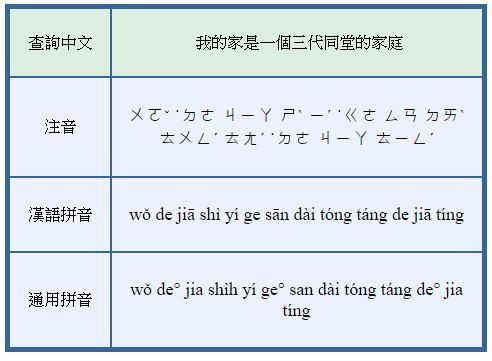 查詢中文
我的家是一個三代同堂的家庭
注音
ㄨㄛˇ ˙ㄉㄜ ㄐㄧㄚ ㄕˋ ㄧˊ ˙ㄍㄜ ㄙㄢ ㄉㄞˋ
ㄊㄨㄥˊ ㄊㄤˊ ˙ㄉㄜ ㄐㄧㄚ ㄊㄧㄥˊ
漢語拼音
wǒ de jiā shì yí ge sān dài tóng táng de jiā tíng
通用拼音
wǒ de° jia shìh yí ge° san dài tóng táng de° jia
tíng